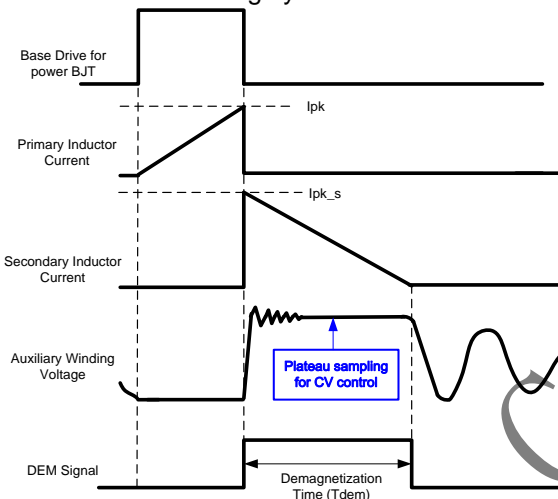 Base Drive for
power BJT
Ipk
Primary Inductor
Current
Ipk_s
Secondary Inductor
Current
Auxiliary Winding
Voltage
Plateau sampling
for CV control
DEM Signal
Demagnetization
Time (Tdem)